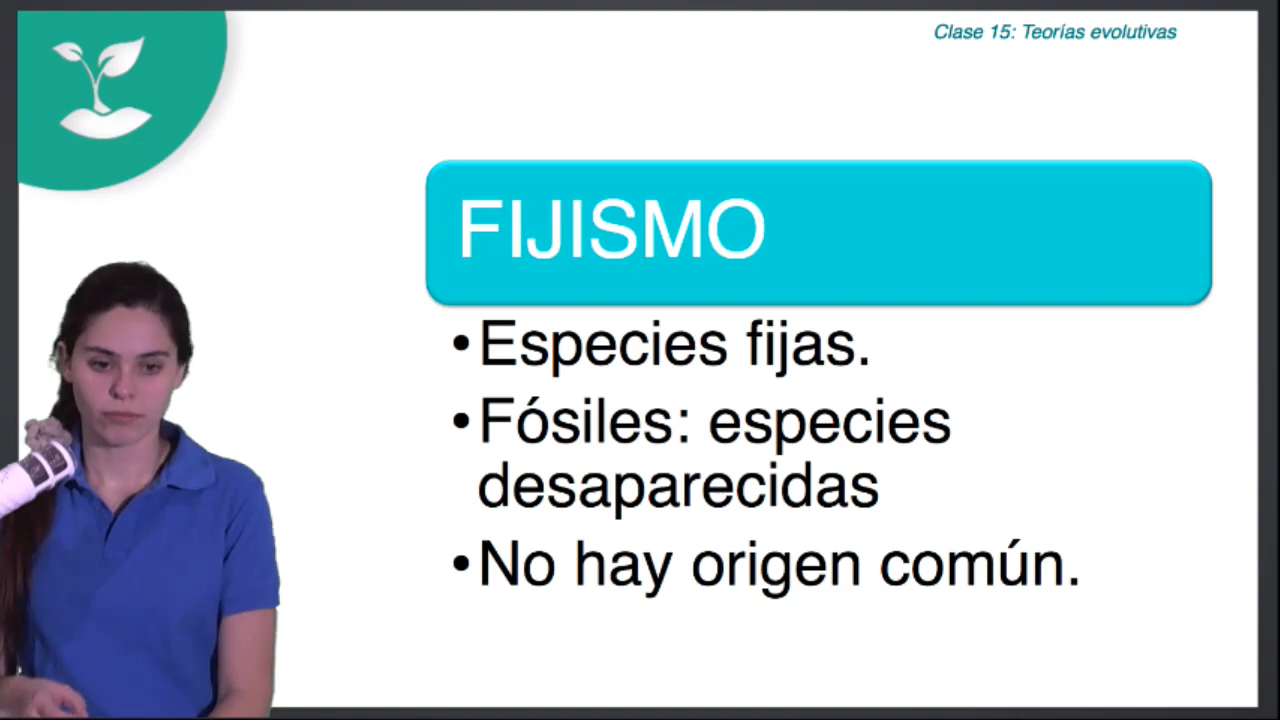 Clase 15: Teorías evolutivas
FIJISMO
•Especies fijas.
•Fósiles: especies
desaparecidas
•No hay origen común.